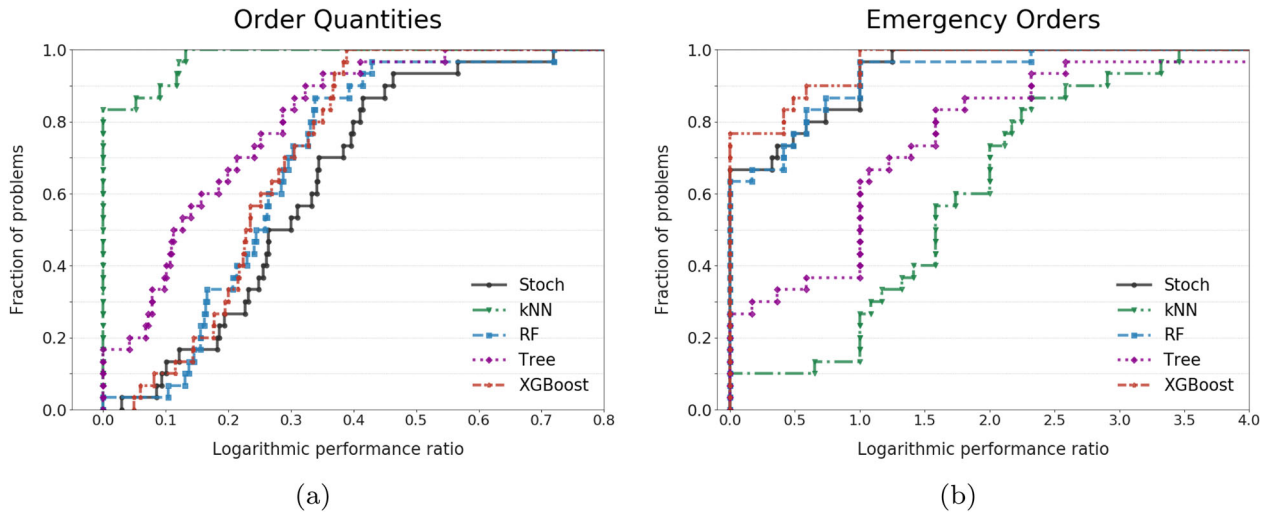 Order Quantities
1.0
0.8
0.6
0.4
0.2
0.0
Fraction of problems
0.0 0.1 0.2 0.3 0.4 0.5 0.6 0.7 0.8
Logarithmic performance ratio
Stoch
kNN
RF
Tree
XGBoost
(a)
Emergency Orders
1.0
0.8
0.6
0.4
0.2
0.0
Fraction of problems
0.0 0.5 1.0 1.5 2.0 2.5 3.0 3.5 4.0
Logarithmic performance ratio
Stoch
kNN
RF
Tree
XGBoost
(b)